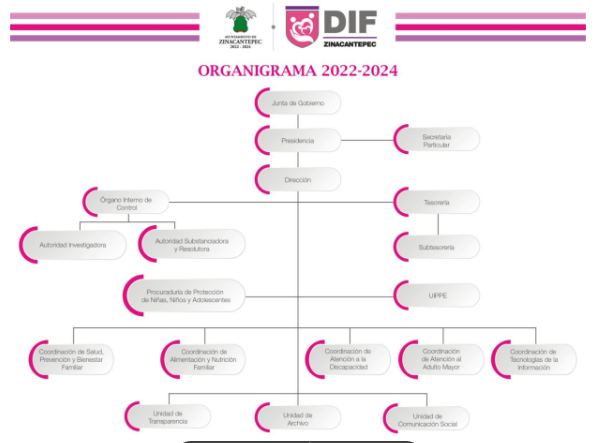 AYUNTAMIENTO DE
ZINACANTEPEC
2022 - 2024
DIF
ZINACANTEPEC
ORGANIGRAMA 2022-2024
Junta de Gobierno
Presidencia
Secretaria
Particular
Dirección
Órgano Interno de
Control
Tesorería
Autoridad Investigadora
Autoridad Substanciadora
y Resolutora
Subtesorería
Procuraduría de Protección
de Niñas, Niños y Adolescentes
UIPPE
Coordinación de Salud,
Prevención y Bienestar
Familiar
Coordinación de
Alimentación y Nutrición
Familiar
Coordinación de
Atención a la
Discapacidad
Coordinación
de Atención al
Adulto Mayor
Coordinación de
Tecnologías de la
Información
Unidad de
Transparencia
Unidad de
Archivo
Unidad de
Comunicación Social